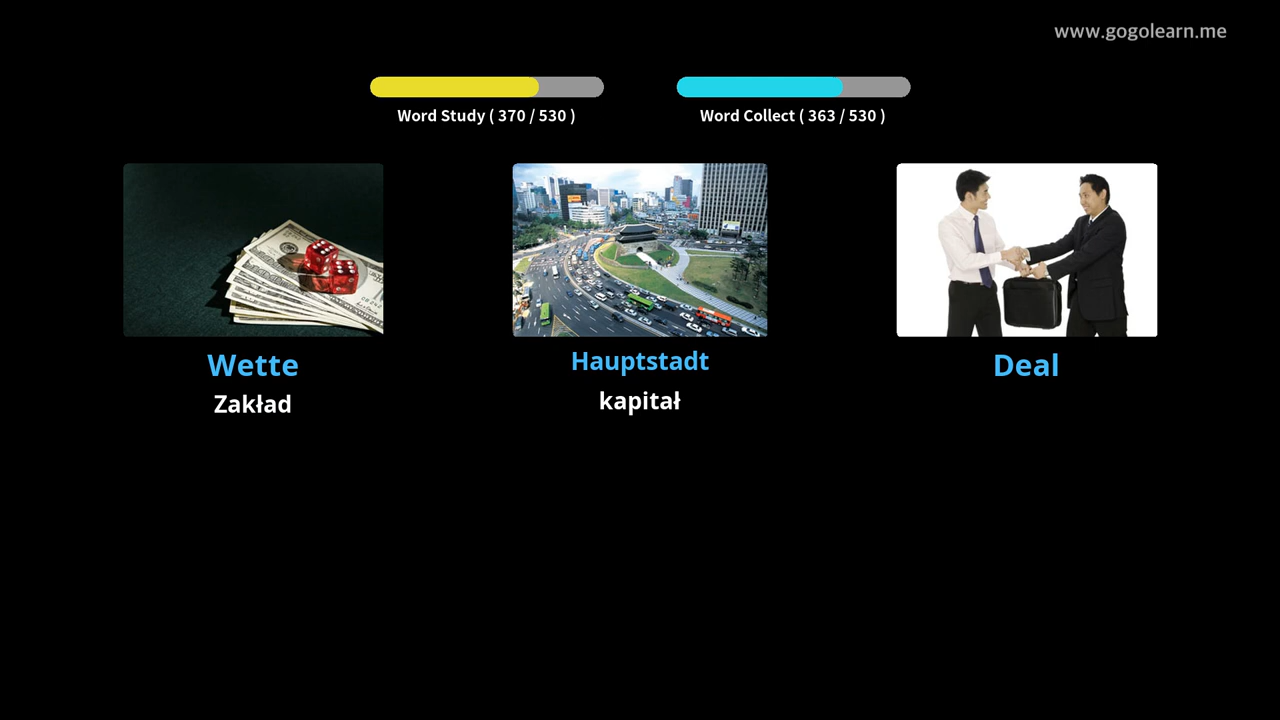 www.gogolearn.me
Word Study ( 370 / 530 )
Word Collect ( 363 / 530 )
Wette
Zakład
Hauptstadt
kapitał
Deal